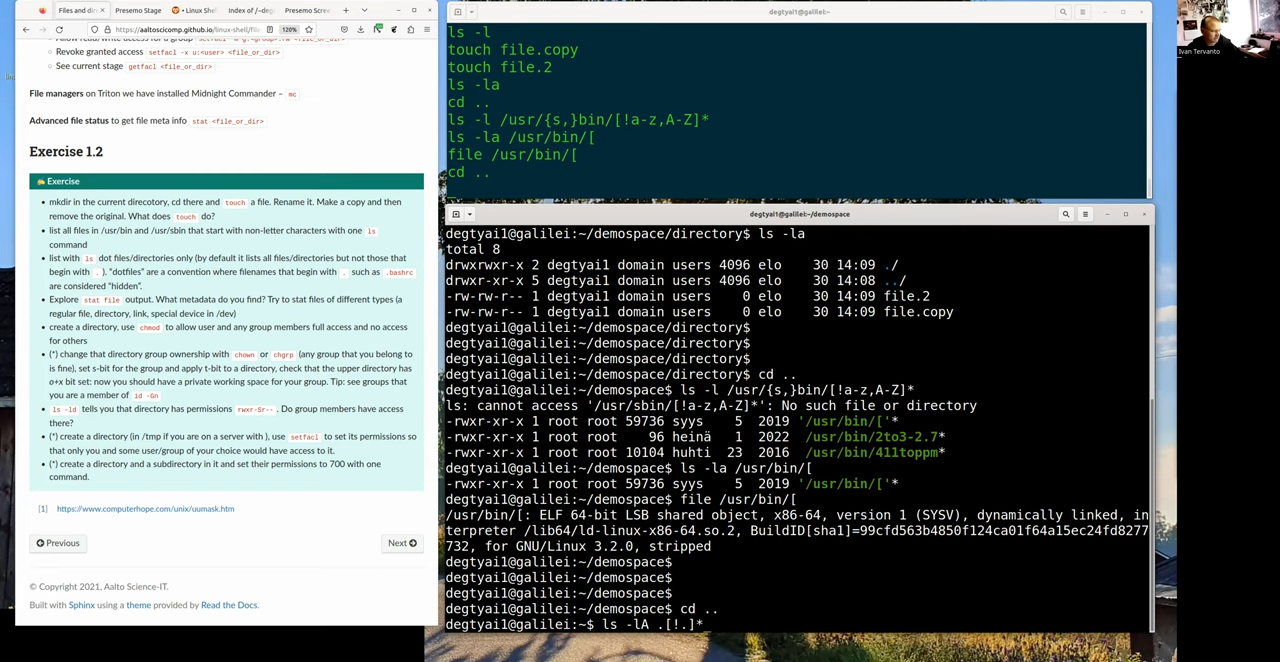 Files and dir
Presemo Stage
Linux She
Index of /~deg
Presemo Scree
https://aaltoscicomp.github.io/linux-shell/file
120%
Revoke granted access setfacl -x u:<user> <file_or_dir>
See current stage getfacl <file_or_dir>
File managers on Triton we have installed Midnight Commander – mc
Advanced file status to get file meta info stat <file_or_dir>
Exercise 1.2
Exercise
mkdir in the current direcotory, cd there and touch a file. Rename it. Make a copy and then
remove the original. What does touch do?
list all files in /usr/bin and /usr/sbin that start with non-letter characters with one ls
command
list with ls dot files/directories only (by default it lists all files/directories but not those that
begin with . ). "dotfiles" are a convention where filenames that begin with . such as .bashrc
are considered "hidden".
Explore stat file output. What metadata do you find? Try to stat files of different types (a
regular file, directory, link, special device in /dev)
create a directory, use chmod to allow user and any group members full access and no access
for others
(*) change that directory group ownership with chown or chgrp (any group that you belong to
is fine), set s-bit for the group and apply t-bit to a directory, check that the upper directory has
o+x bit set: now you should have a private working space for your group. Tip: see groups that
you are a member of id -Gn
ls -ld tells you that directory has permissions rwxr-Sr-- . Do group members have access
there?
(*) create a directory (in /tmp if you are on a server with ), use setfacl to set its permissions so
that only you and some user/group of your choice would have access to it.
(*) create a directory and a subdirectory in it and set their permissions to 700 with one
command.
[1] https://www.computerhope.com/unix/uumask.htm
Previous
Next
© Copyright 2021, Aalto Science-IT.
Built with Sphinx using a theme provided by Read the Docs.
degtyai1@galilei:~
ls -l
touch file.copy
touch file.2
ls -la
cd ..
ls -l /usr/{s,}bin/[!a-z,A-Z]*
ls -la /usr/bin/[
file /usr/bin/[
cd ..
degtyai1@galilei:~/demospace
degtyai1@galilei:~/demospace/directory$ ls -la
total 8
drwxrwxr-x 2 degtyai1 domain users 4096 elo    30 14:09 ./
drwxrwxr-x 5 degtyai1 domain users 4096 elo    30 14:08 ../
-rw-rw-r-- 1 degtyai1 domain users    0 elo    30 14:09 file.2
-rw-rw-r-- 1 degtyai1 domain users    0 elo    30 14:09 file.copy
degtyai1@galilei:~/demospace/directory$
degtyai1@galilei:~/demospace/directory$
degtyai1@galilei:~/demospace/directory$
degtyai1@galilei:~/demospace/directory$ cd ..
degtyai1@galilei:~/demospace$ ls -l /usr/{s,}bin/[!a-z,A-Z]*
ls: cannot access '/usr/sbin/[!a-z,A-Z]*': No such file or directory
-rwxr-xr-x 1 root root 59736 syys    5  2019 '/usr/bin/['*
-rwxr-xr-x 1 root root    96 heinä   1  2022  /usr/bin/2to3-2.7*
-rwxr-xr-x 1 root root 10104 huhti  23  2016  /usr/bin/411toppm*
degtyai1@galilei:~/demospace$ ls -la /usr/bin/[
-rwxr-xr-x 1 root root 59736 syys    5  2019 '/usr/bin/['*
degtyai1@galilei:~/demospace$ file /usr/bin/[
/usr/bin/[: ELF 64-bit LSB shared object, x86-64, version 1 (SYSV), dynamically linked, in
terpreter /lib64/ld-linux-x86-64.so.2, BuildID[sha1]=99cfd563b4850f124ca01f64a15ec24fd8277
732, for GNU/Linux 3.2.0, stripped
degtyai1@galilei:~/demospace$
degtyai1@galilei:~/demospace$
degtyai1@galilei:~/demospace$
degtyai1@galilei:~/demospace$ cd ..
degtyai1@galilei:~$ ls -lA .[!.]*
Ivan Tervanto